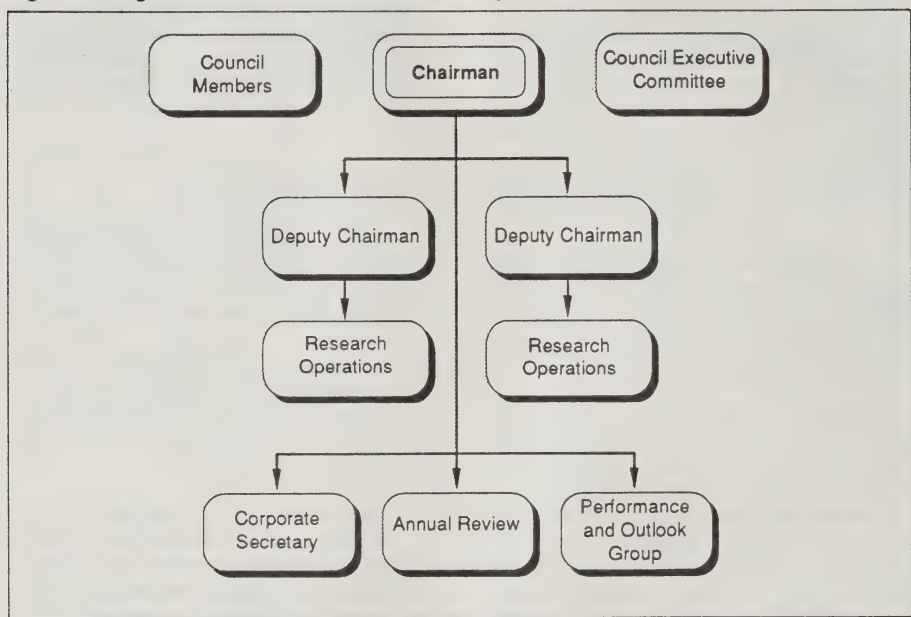 Council
Members
Chairman
Council Executive
Committee
Deputy Chairman
Deputy Chairman
Research
Operations
Research
Operations
Corporate
Secretary
Annual Review
Performance
and Outlook
Group